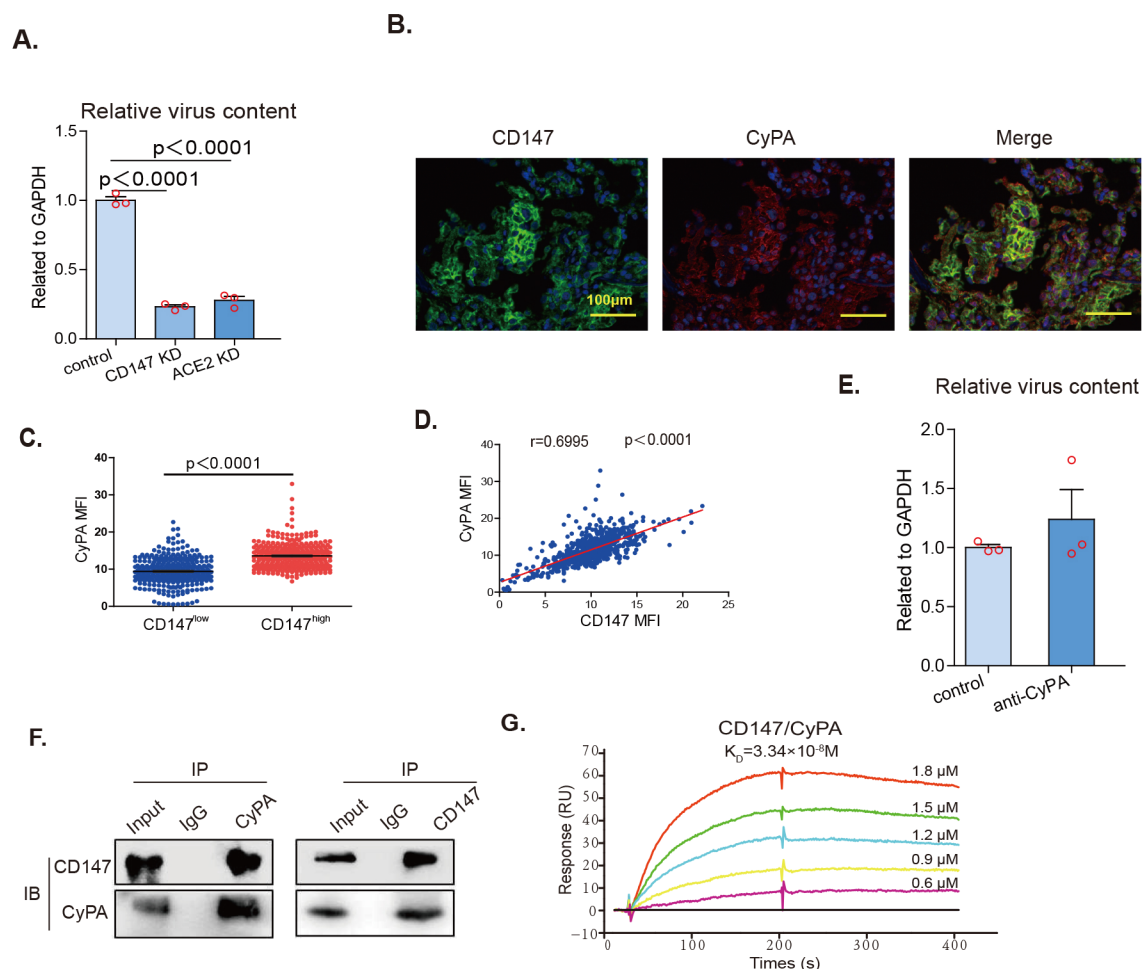 A.
Relative virus content
Related to GAPDH
1.5
1.0
0.5
0.0
p<0.0001
p<0.0001
control
CD147 KD
ACE2 KD
B.
CD147
CyPA
Merge
100μm
C.
CyPA MFI
40
30
20
10
0
p<0.0001
CD147low
CD147high
D.
r=0.6995
p<0.0001
CyPA MFI
40
30
20
10
0
0 5 10 15 20 25
CD147 MFI
E.
Relative virus content
Related to GAPDH
2.0
1.5
1.0
0.5
0.0
control
anti-CyPA
F.
IP
IP
Input IgG CyPA
Input IgG CD147
IB
CD147
CyPA
G.
CD147/CyPA
KD=3.34×10-8M
Response (RU)
70
60
50
40
30
20
10
0
−10
1.8 μM
1.5 μM
1.2 μM
0.9 μM
0.6 μM
0 100 200 300 400
Times (s)